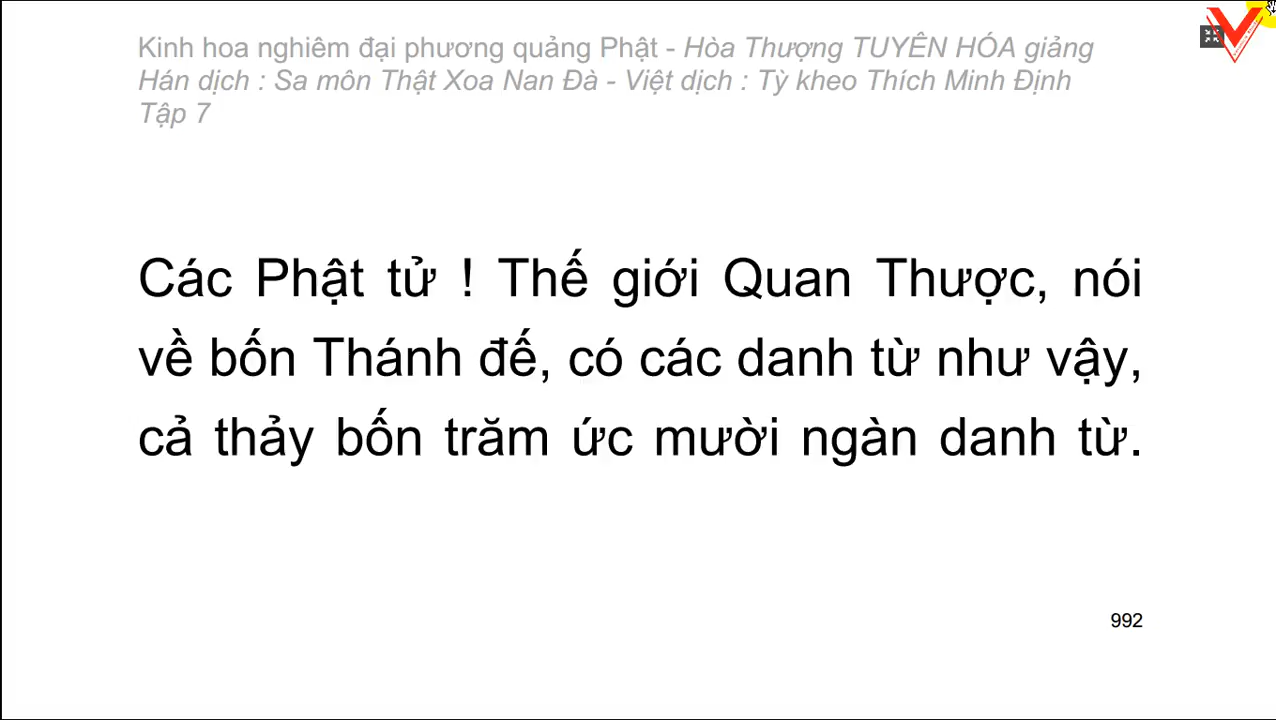 Kinh hoa nghiêm đại phương quảng Phật - Hòa Thượng TUYÊN HÓA giảng
Hán dịch : Sa môn Thật Xoa Nan Đà - Việt dịch : Tỳ kheo Thích Minh Định
Tập 7
Các Phật tử ! Thế giới Quan Thược, nói
về bốn Thánh đế, có các danh từ như vậy,
cả thảy bốn trăm ức mười ngàn danh từ.
992